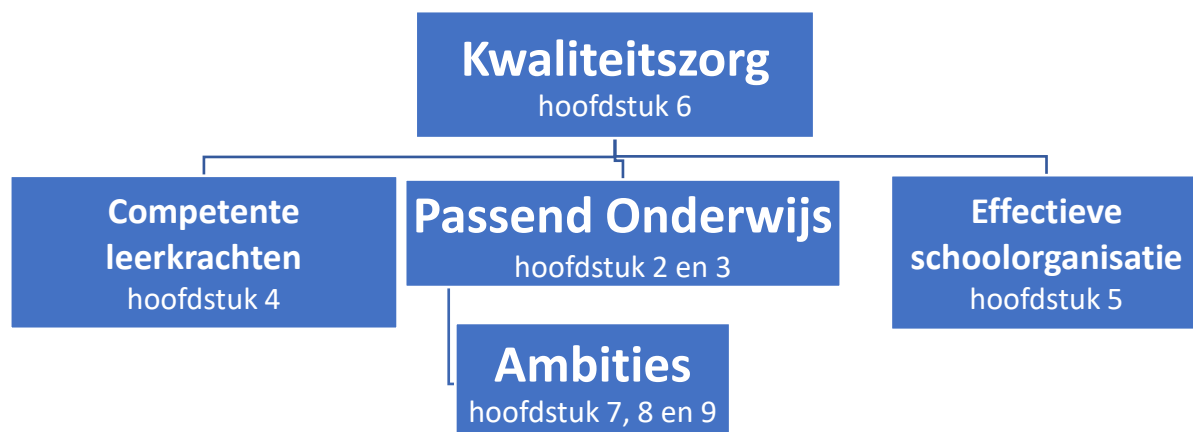 Kwaliteitszorg
hoofdstuk 6
Competente
leerkrachten
hoofdstuk 4
Passend Onderwijs
hoofdstuk 2 en 3
Effectieve
schoolorganisatie
hoofdstuk 5
Ambities
hoofdstuk 7, 8 en 9